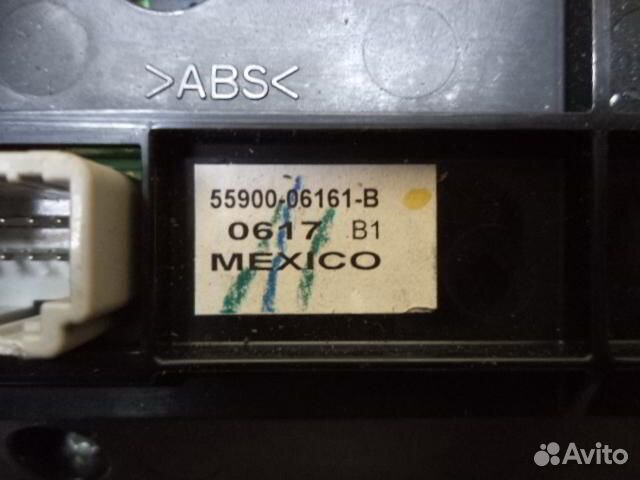 >ABS<
55900-06161-B
0617 B1
MEXICO
Avito